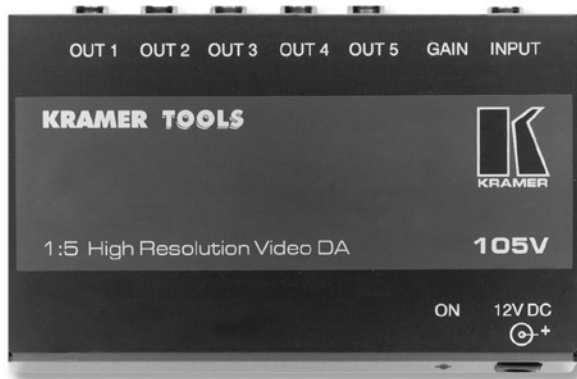 OUT 1 OUT 2 OUT 3 OUT 4 OUT 5 GAIN INPUT
KRAMER TOOLS
K
KRAMER
1:5 High Resolution Video DA 105V
ON 12V DC
+